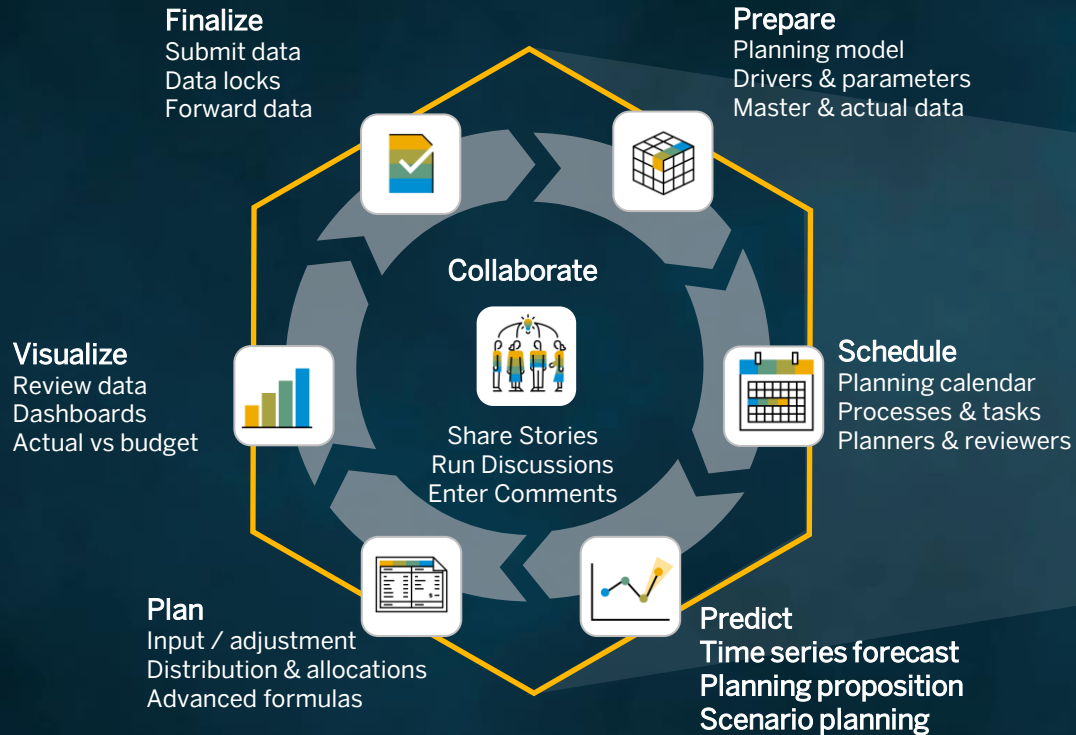 Finalize
Submit data
Data locks
Forward data
Prepare
Planning model
Drivers & parameters
Master & actual data
Collaborate
Share Stories
Run Discussions
Enter Comments
Visualize
Review data
Dashboards
Actual vs budget
Schedule
Planning calendar
Processes & tasks
Planners & reviewers
Plan
Input / adjustment
Distribution & allocations
Advanced formulas
Predict
Time series forecast
Planning proposition
Scenario planning